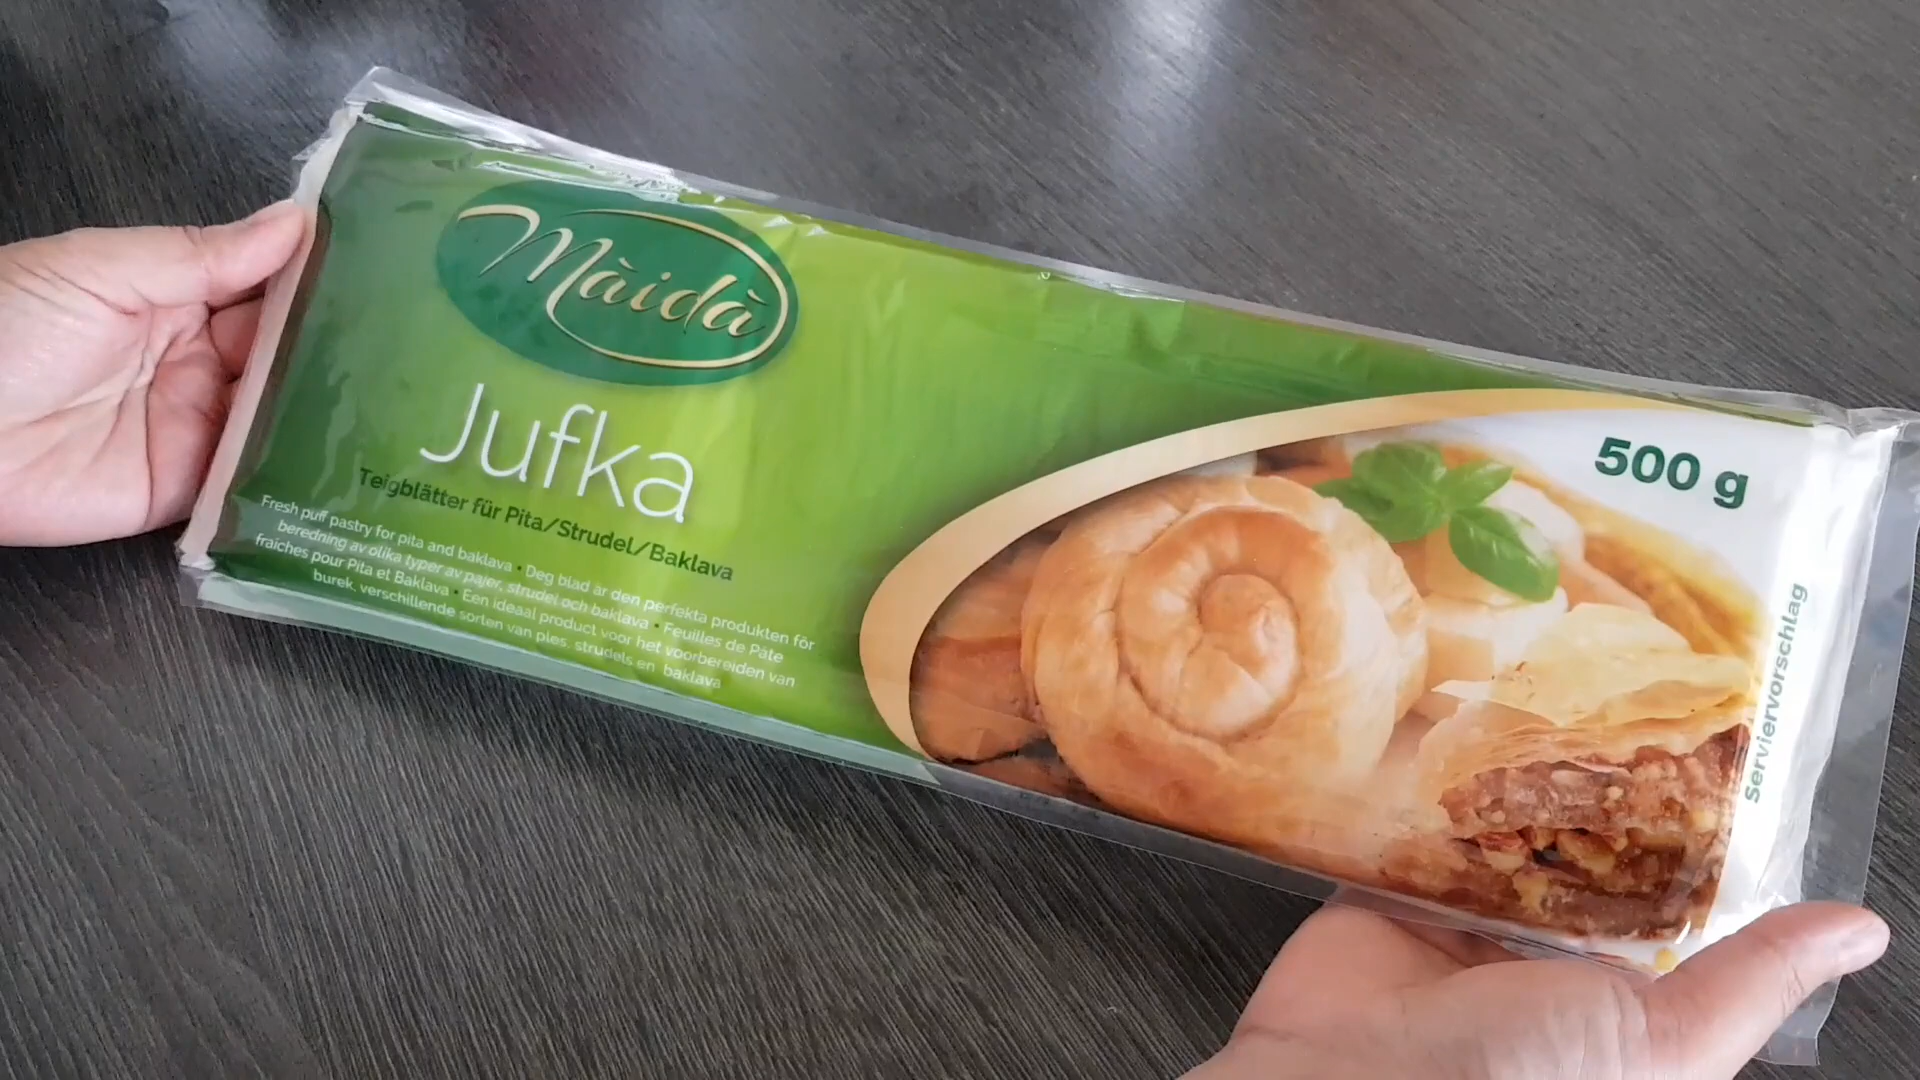 Màidà
Jufka
Teigblätter für Pita/Strudel/Baklava
Fresh puff pastry for pita and baklava • Deg blad är den perfekta produkten för
beredning av olika typer av pajer, strudel och baklava • Feuilles de Pâte
fraîches pour Pita et Baklava • Een ideaal product voor het voorbereiden van
burek, verschillende sorten van pies, strudels en baklava
500 g
Serviervorschlag